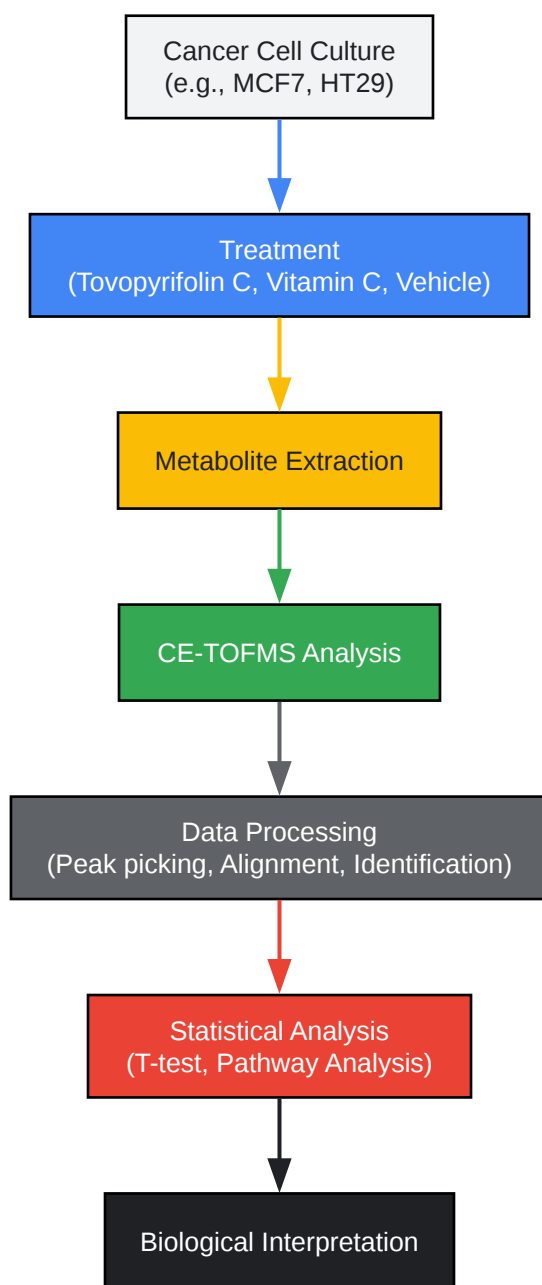 Cancer Cell Culture
(e.g., MCF7, HT29)
Treatment
(Tovopyrifolin C, Vitamin C, Vehicle)
Metabolite Extraction
CE-TOFMS Analysis
Data Processing
(Peak picking, Alignment, Identification)
Statistical Analysis
(T-test, Pathway Analysis)
Biological Interpretation